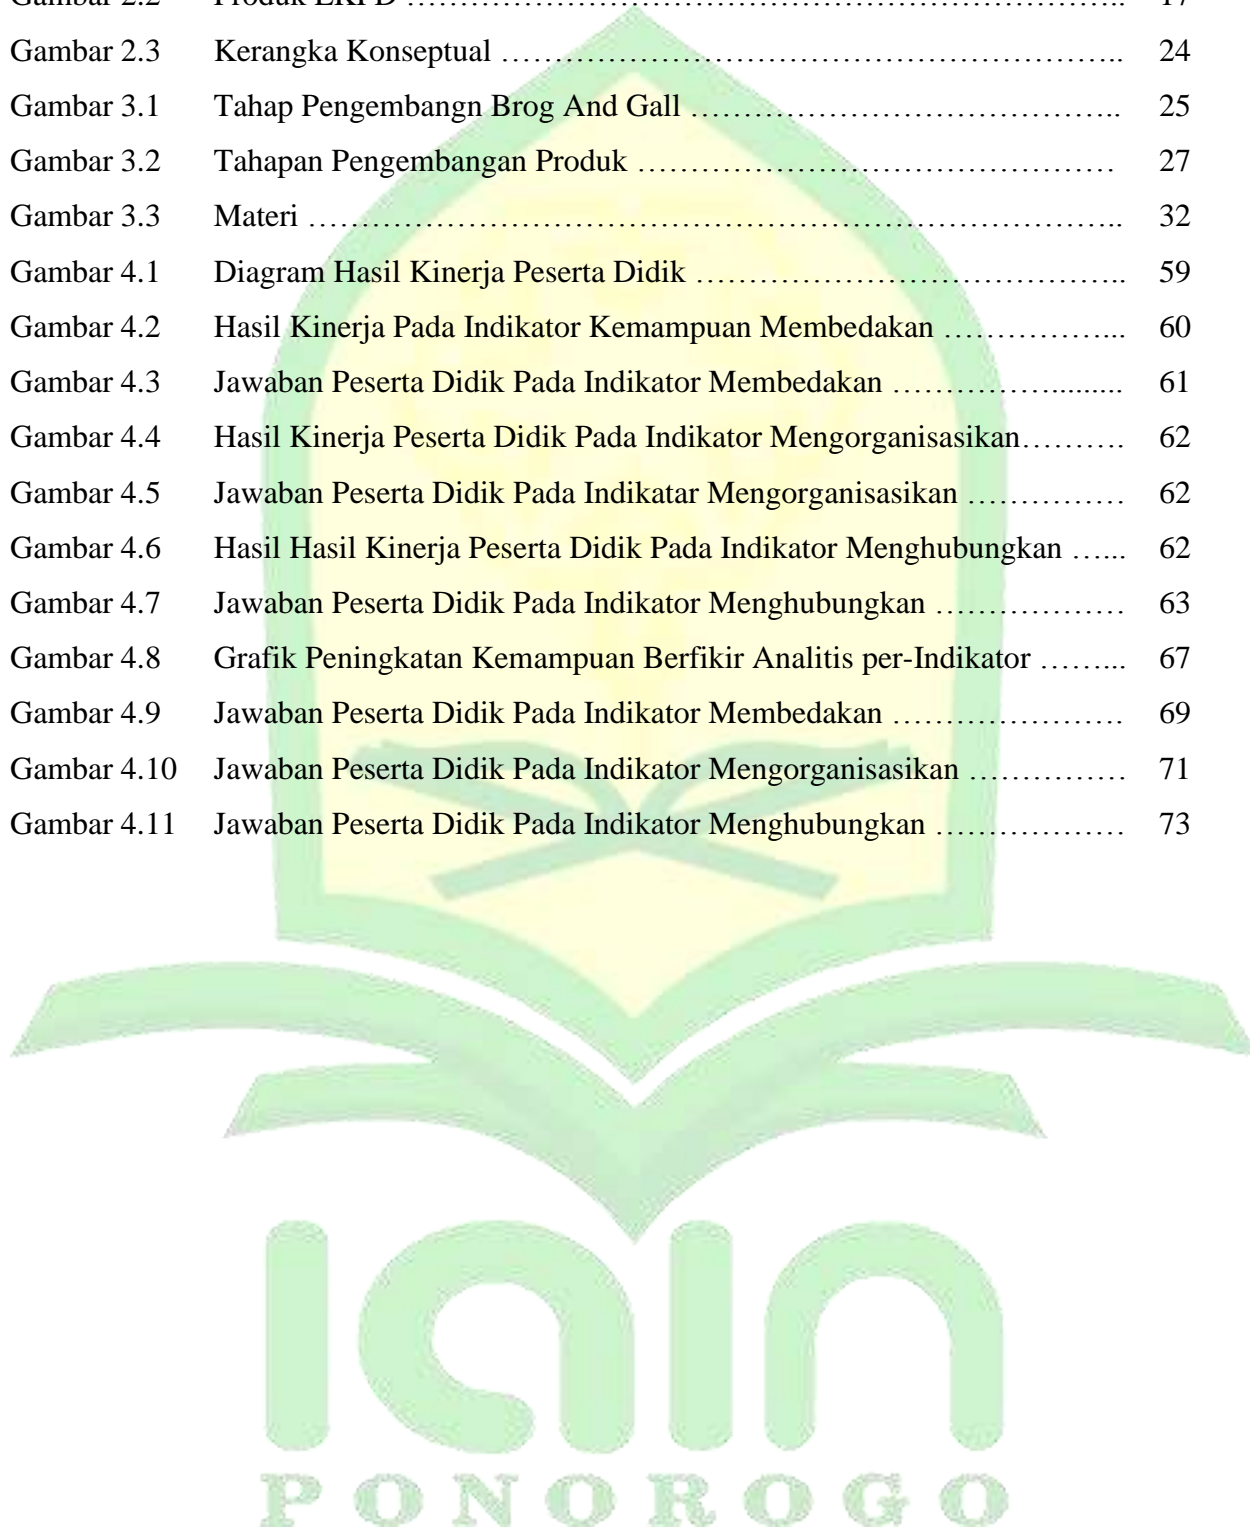 Gambar 2.2 Produk LKPD ……………………………………………………………………….. 17
Gambar 2.3 Kerangka Konseptual …………………………………………………………….. 24
Gambar 3.1 Tahap Pengembangn Brog And Gall ………………………………………….. 25
Gambar 3.2 Tahapan Pengembangan Produk ……………………………………………… 27
Gambar 3.3 Materi ……………………………………………………………………………….. 32
Gambar 4.1 Diagram Hasil Kinerja Peserta Didik ………………………………………….. 59
Gambar 4.2 Hasil Kinerja Pada Indikator Kemampuan Membedakan ……………... 60
Gambar 4.3 Jawaban Peserta Didik Pada Indikator Membedakan ……………......... 61
Gambar 4.4 Hasil Kinerja Peserta Didik Pada Indikator Mengorganisasikan………. 62
Gambar 4.5 Jawaban Peserta Didik Pada Indikatar Mengorganisasikan …………… 62
Gambar 4.6 Hasil Hasil Kinerja Peserta Didik Pada Indikator Menghubungkan …... 62
Gambar 4.7 Jawaban Peserta Didik Pada Indikator Menghubungkan ……………… 63
Gambar 4.8 Grafik Peningkatan Kemampuan Berfikir Analitis per-Indikator ……... 67
Gambar 4.9 Jawaban Peserta Didik Pada Indikator Membedakan …………………. 69
Gambar 4.10 Jawaban Peserta Didik Pada Indikator Mengorganisasikan …………… 71
Gambar 4.11 Jawaban Peserta Didik Pada Indikator Menghubungkan ……………… 73
IAIN
PONOROGO